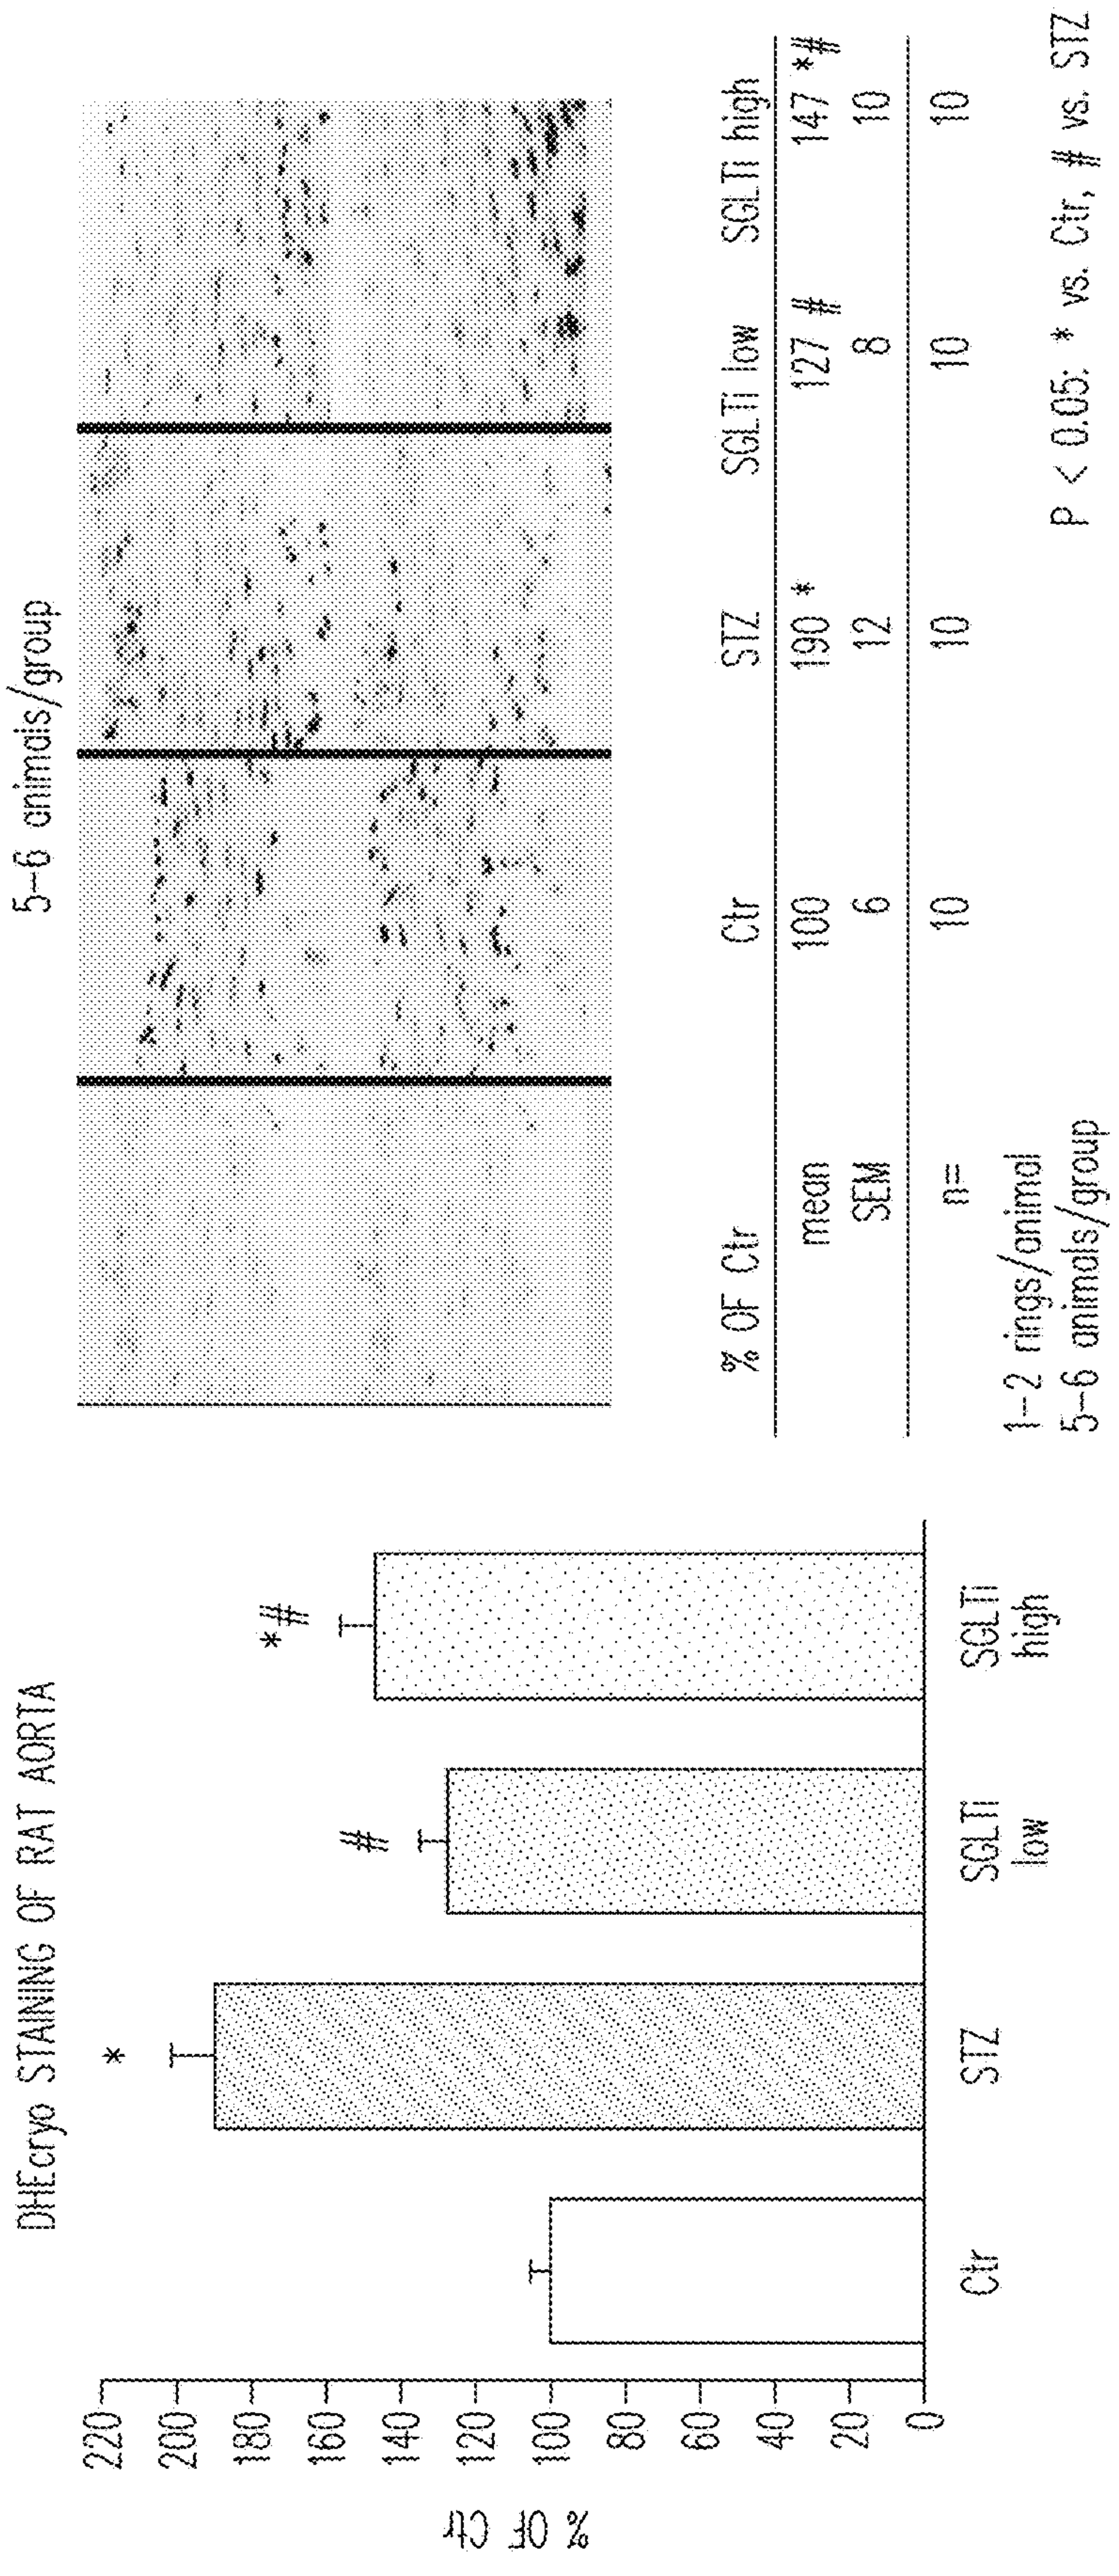 DHEcryo STAINING OF RAT AORTA
% OF Ctr
220
200
180
160
140
120
100
80
60
40
20
0
*
#
*#
Ctr
STZ
SGLTi low
SGLTi high
5-6 animals/group
% OF Ctr Ctr STZ SGLTi low SGLTi high
mean 100 190 * 127 # 147 *#
SEM 6 12 8 10
n= 10 10 10 10
1-2 rings/animal
5-6 animals/group
P < 0.05: * vs. Ctr, # vs. STZ